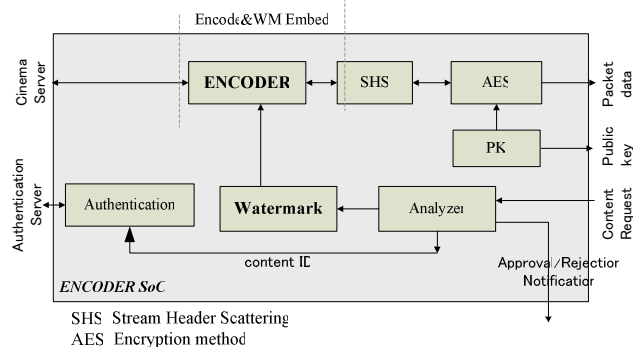 Encode&WM Embed
Cinema
Server
ENCODER
SHS
AES
Packet
data
PK
Public
key
Authentication
Server
Authentication
Watermark
Analyzer
Content
Request
content ID
Approval/Rejection
Notification
ENCODER SoC
SHS Stream Header Scattering
AES Encryption method